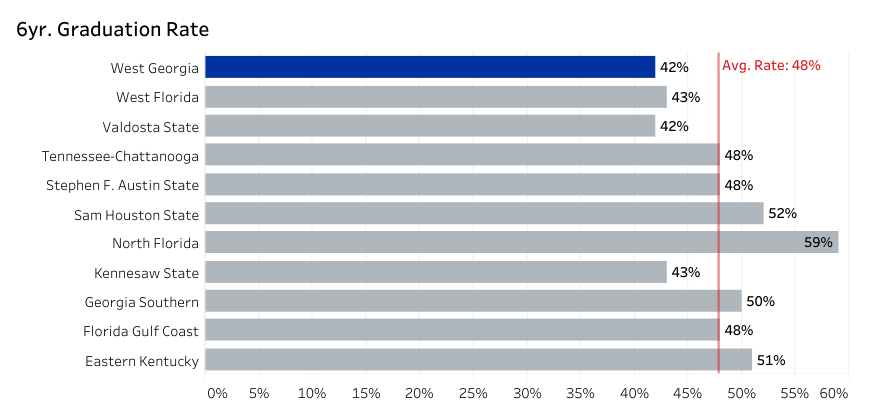 6yr. Graduation Rate
West Georgia 42% Avg. Rate: 48%
West Florida 43%
Valdosta State 42%
Tennessee-Chattanooga 48%
Stephen F. Austin State 48%
Sam Houston State 52%
North Florida 59%
Kennesaw State 43%
Georgia Southern 50%
Florida Gulf Coast 48%
Eastern Kentucky 51%
0% 5% 10% 15% 20% 25% 30% 35% 40% 45% 50% 55% 60%